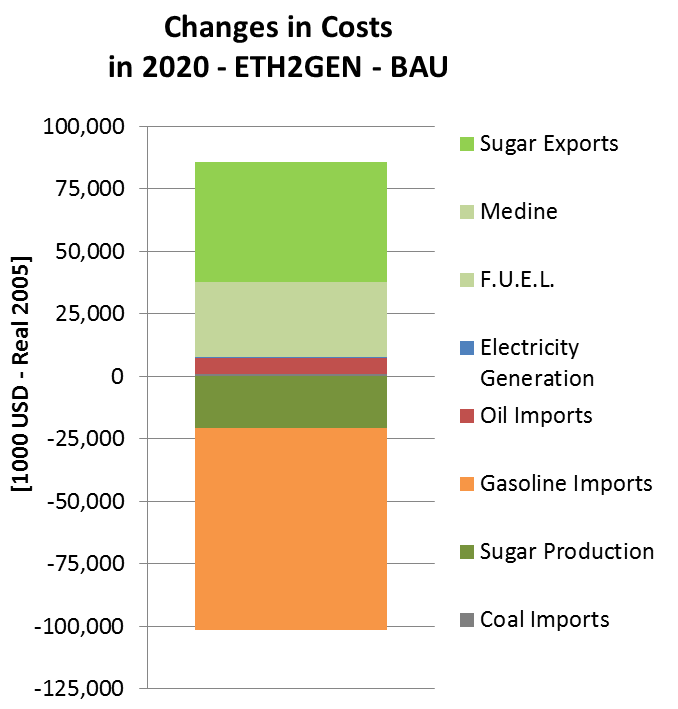 Changes in Costs
in 2020 - ETH2GEN - BAU
[1000 USD - Real 2005]
100,000
75,000
50,000
25,000
0
-25,000
-50,000
-75,000
-100,000
-125,000
Sugar Exports
Medine
F.U.E.L.
Electricity
Generation
Oil Imports
Gasoline Imports
Sugar Production
Coal Imports